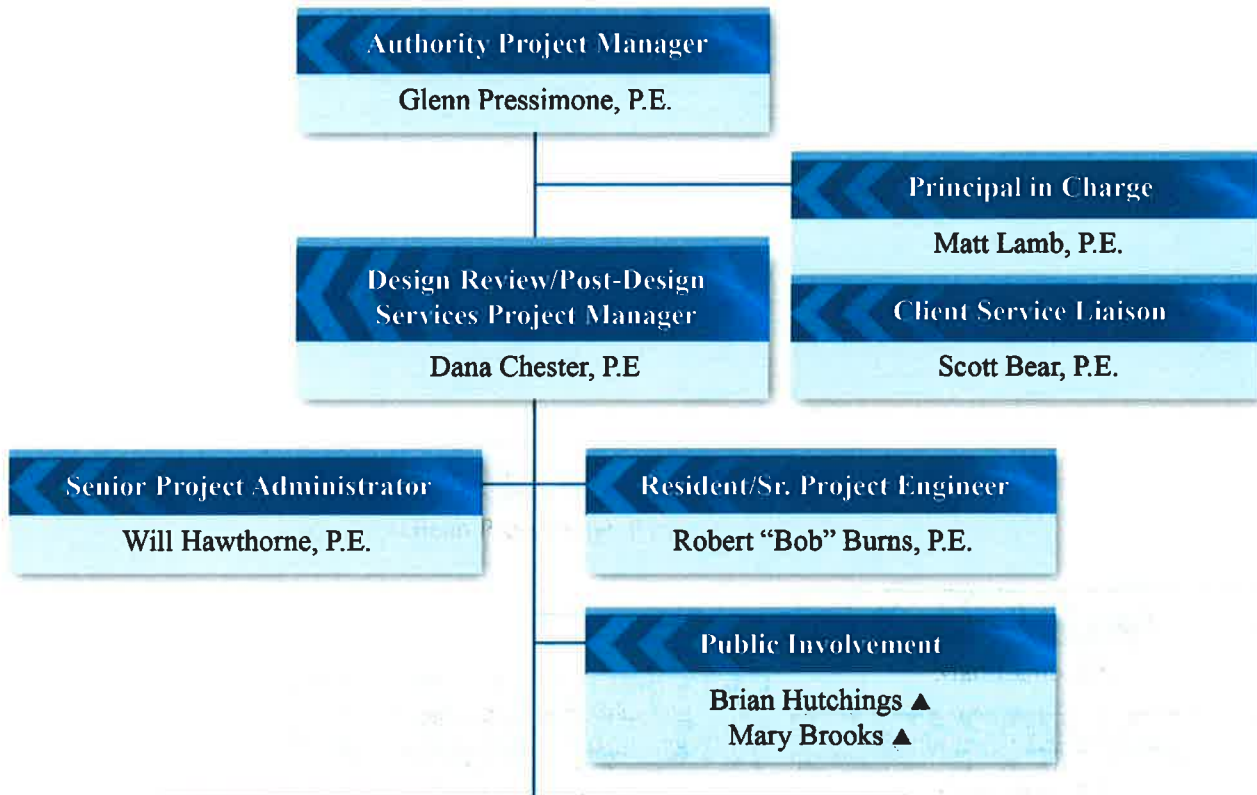 Authority Project Manager
Glenn Pressimone, P.E.
Principal in Charge
Matt Lamb, P.E.
Design Review/Post-Design
Services Project Manager
Dana Chester, P.E
Client Service Liaison
Scott Bear, P.E.
Senior Project Administrator
Will Hawthorne, P.E.
Resident/Sr. Project Engineer
Robert “Bob” Burns, P.E.
Public Involvement
Brian Hutchings ▲
Mary Brooks ▲